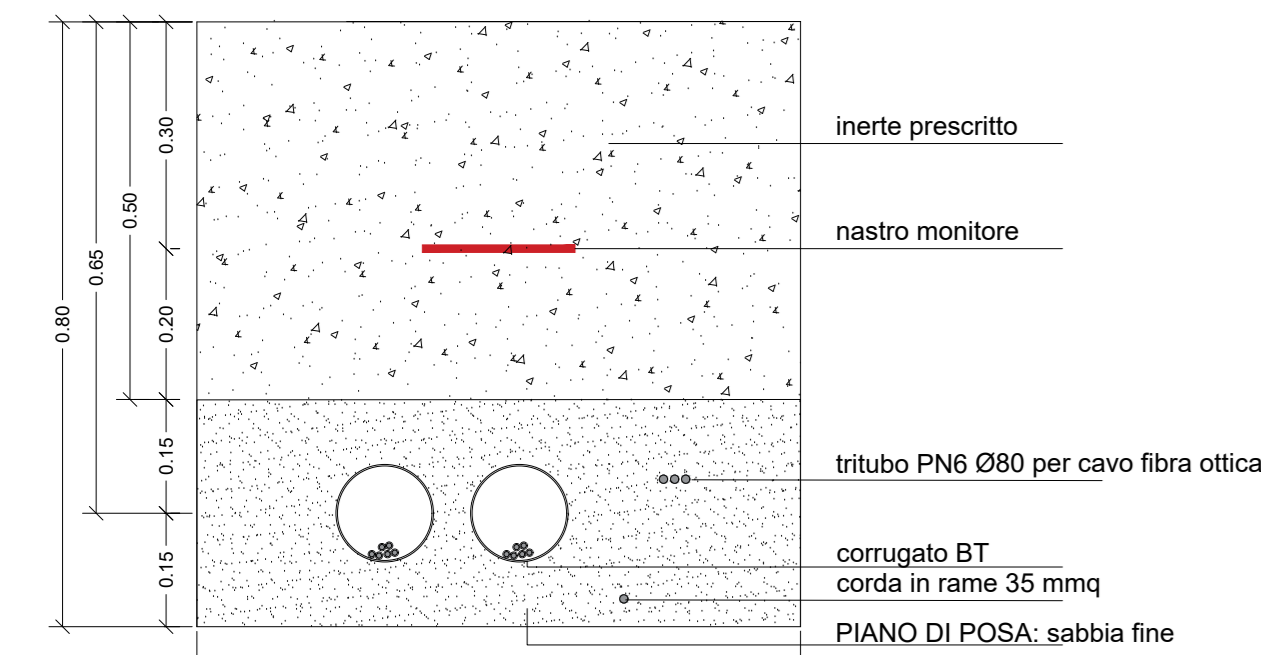 0.80
0.65
0.50
0.30
0.20
0.15
0.15
inerte prescritto
nastro monitore
tritubo PN6 Ø80 per cavo fibra ottica
corrugato BT
corda in rame 35 mmq
PIANO DI POSA: sabbia fine